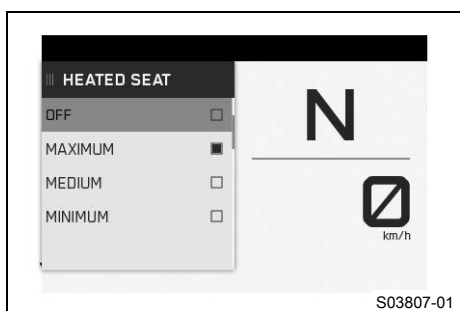 HEATED SEAT
OFF
MAXIMUM
MEDIUM
MINIMUM
N
0
km/h
S03807-01